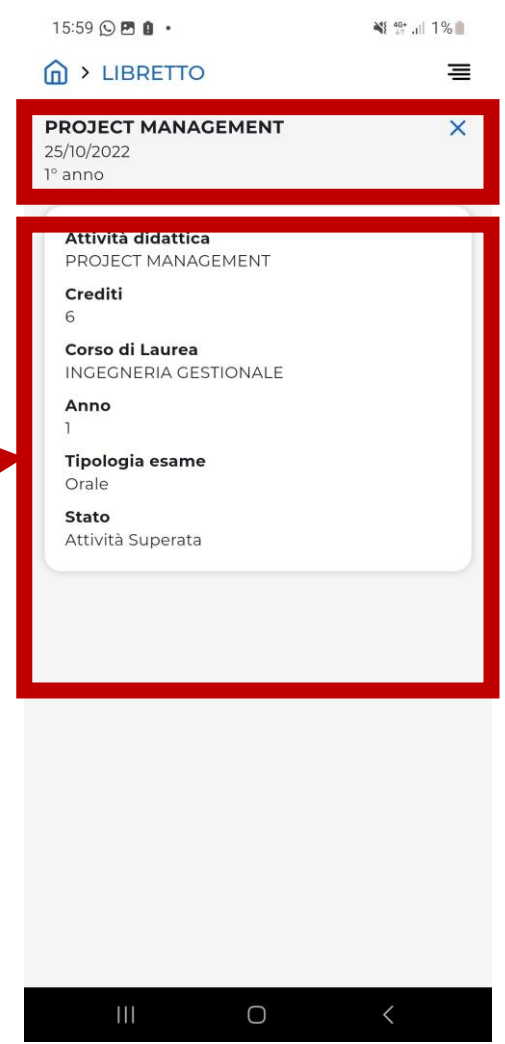 15:59
4G+ 1%
> LIBRETTO
PROJECT MANAGEMENT
25/10/2022
1° anno
Attività didattica
PROJECT MANAGEMENT
Crediti
6
Corso di Laurea
INGEGNERIA GESTIONALE
Anno
1
Tipologia esame
Orale
Stato
Attività Superata